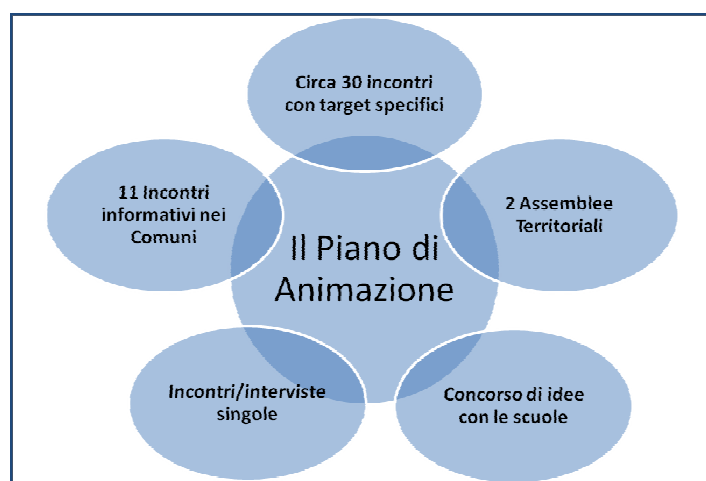 Circa 30 incontri
con target specifici
11 Incontri
informativi nei
Comuni
2 Assemblee
Territoriali
Il Piano di
Animazione
Incontri/interviste
singole
Concorso di idee
con le scuole